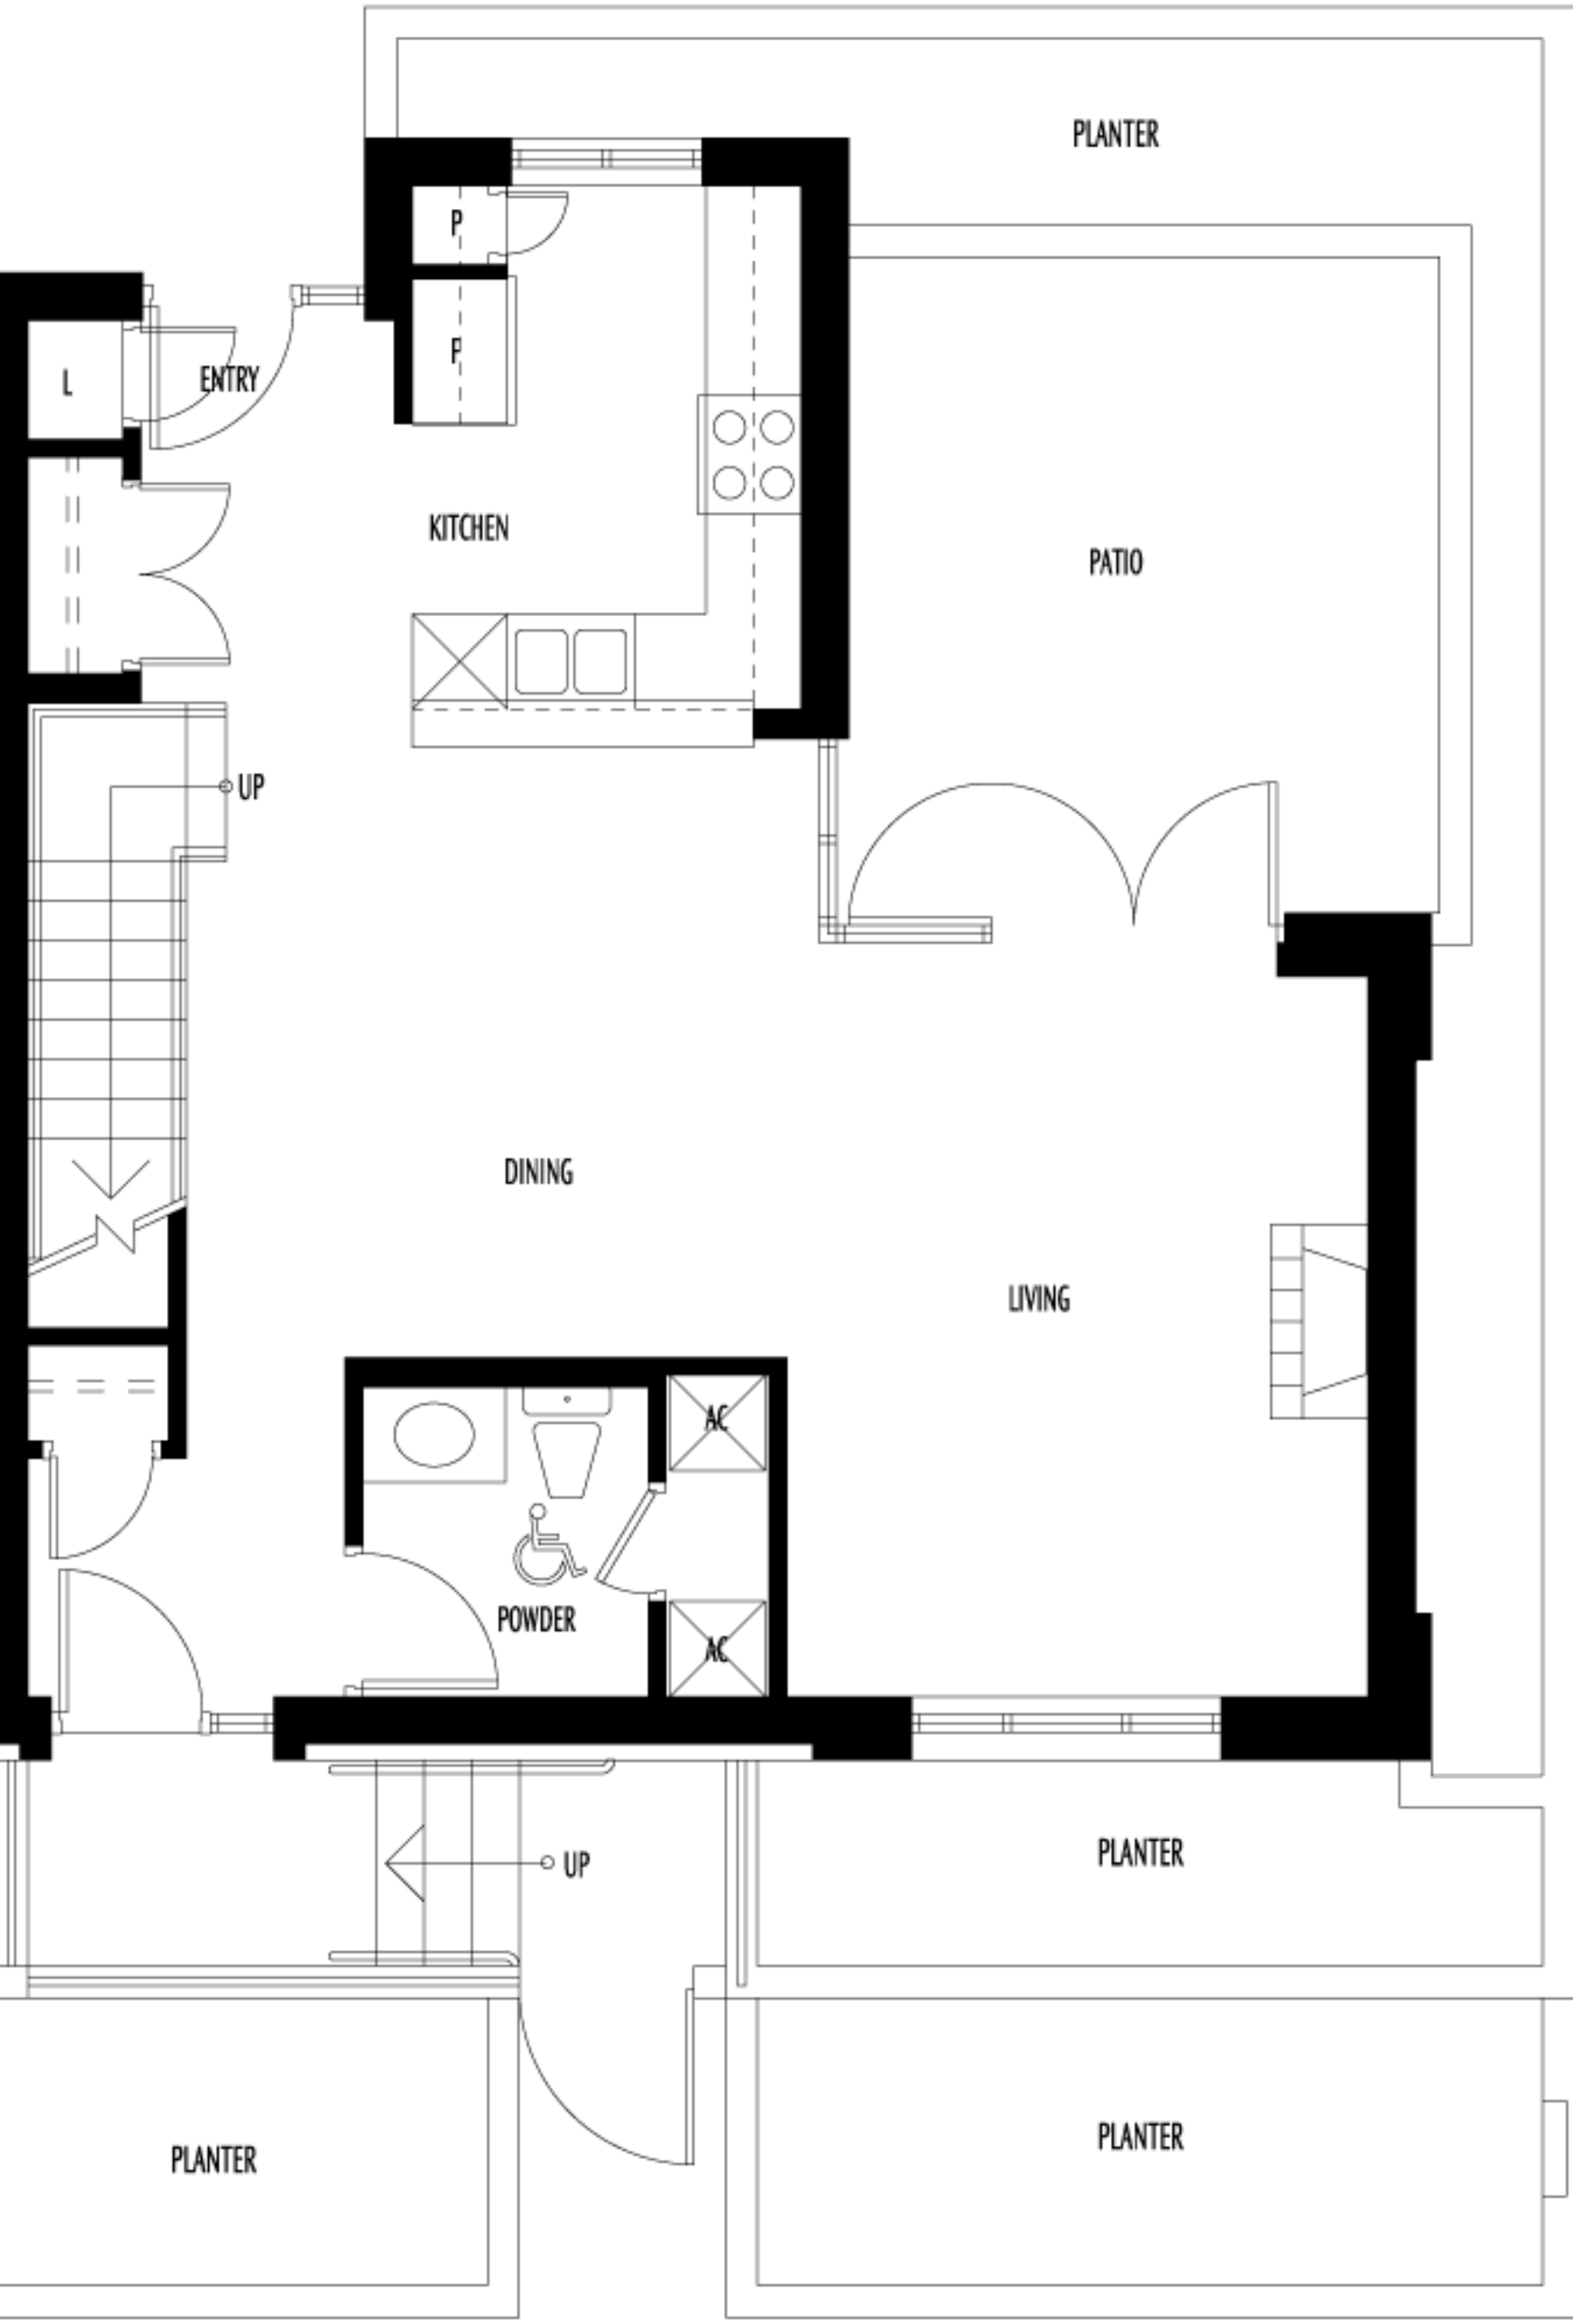 PLANTER
P
F
L
ENTRY
KITCHEN
PATIO
UP
DINING
LIVING
AC
POWDER
AC
UP
PLANTER
PLANTER
PLANTER